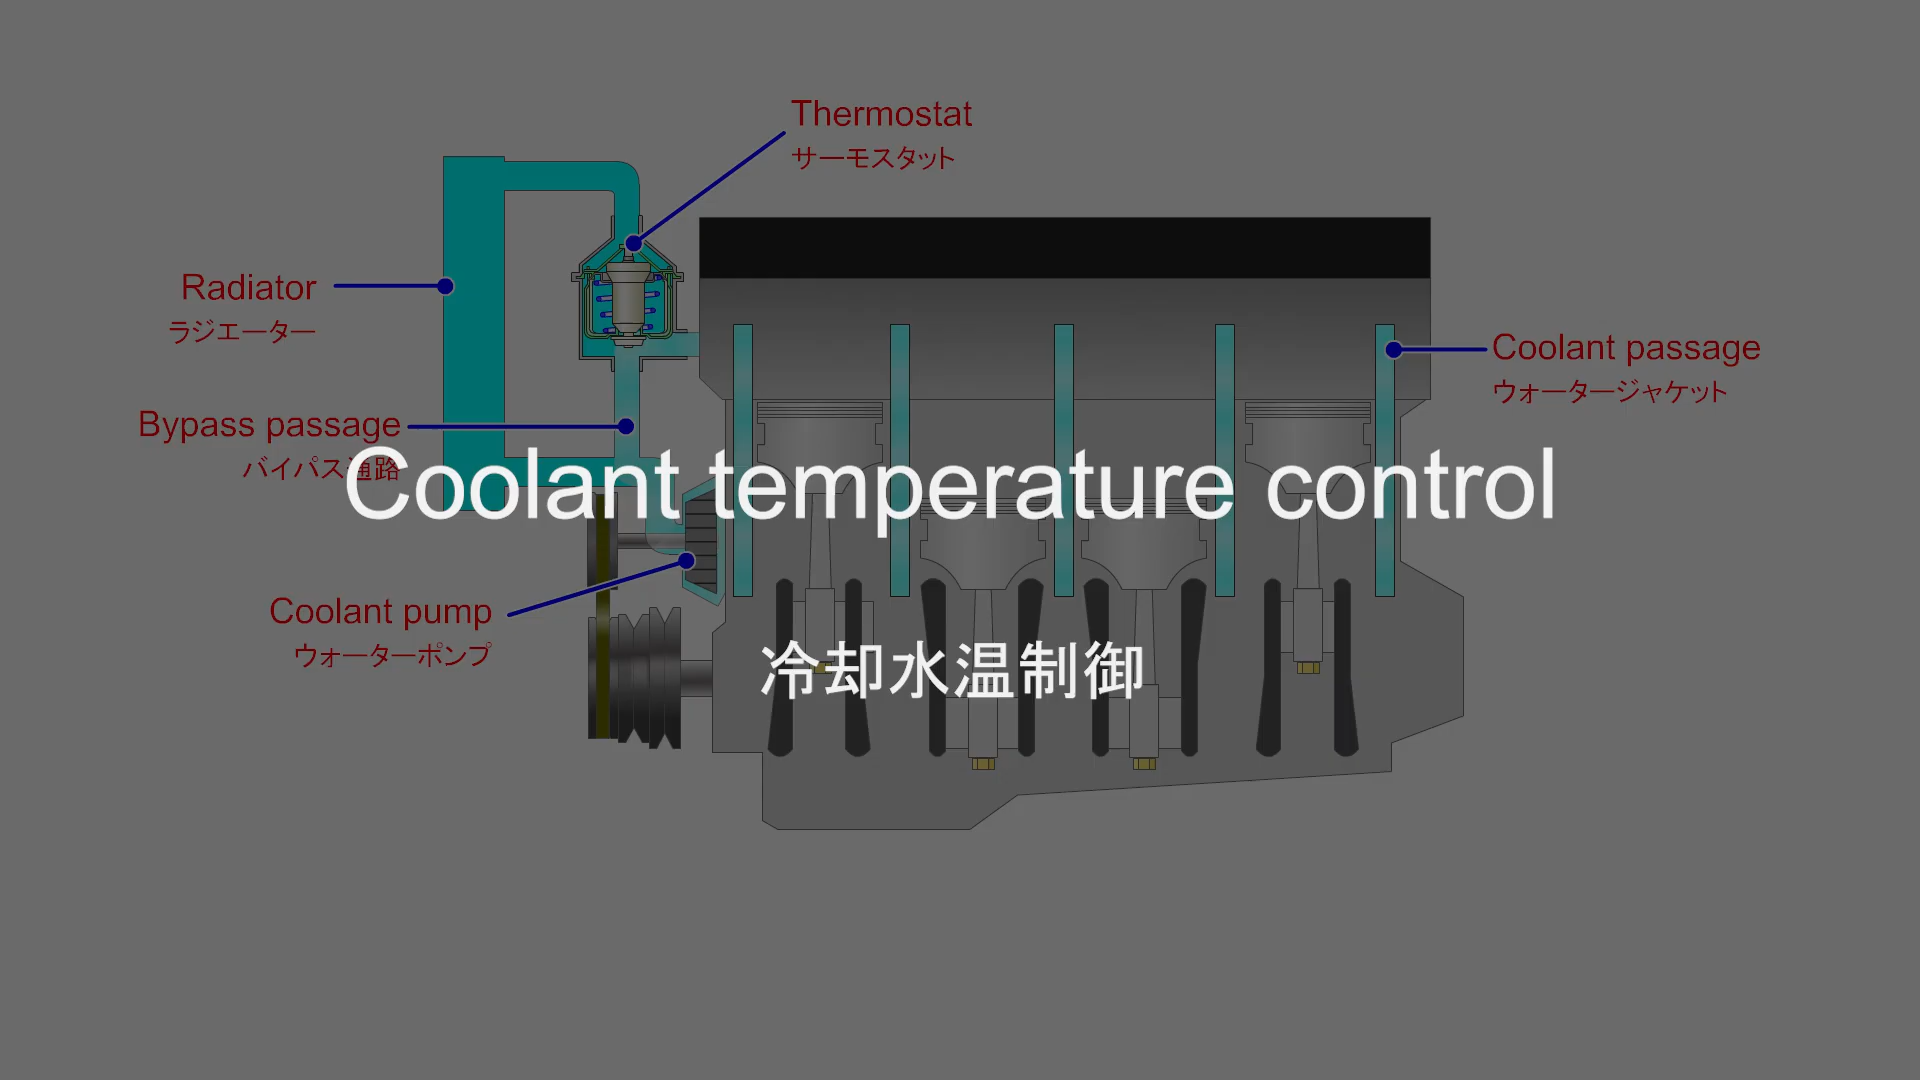 Thermostat
サーモスタット
Radiator
ラジエーター
Coolant passage
ウォータージャケット
Bypass passage
バイパス通路
Coolant temperature control
Coolant pump
ウォーターポンプ
冷却水温制御